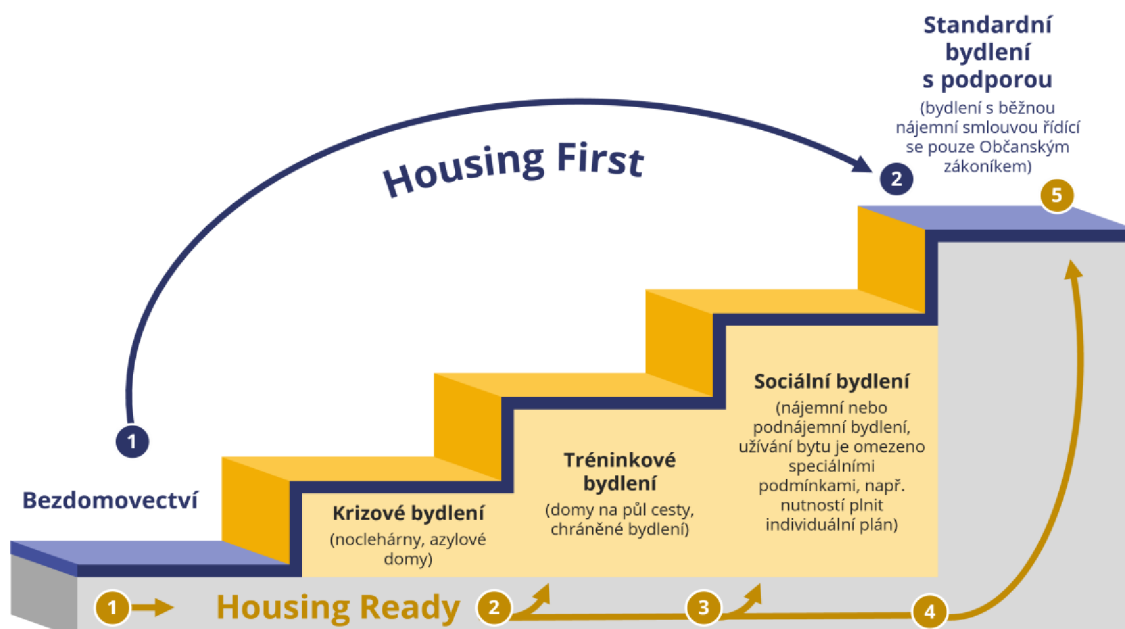 Standardní
bydlení
s podporou
(bydlení s běžnou
nájemní smlouvou řídící
se pouze Občanským
zákoníkem)
Housing First
2
5
1
Bezdomovectví
Krizové bydlení
(noclehárny, azylové
domy)
Tréninkové
bydlení
(domy na půl cesty,
chráněné bydlení)
Sociální bydlení
(nájemní nebo
podnájemní bydlení,
užívání bytu je omezeno
speciálními
podmínkami, např.
nutností plnit
individuální plán)
1
Housing Ready
2
3
4